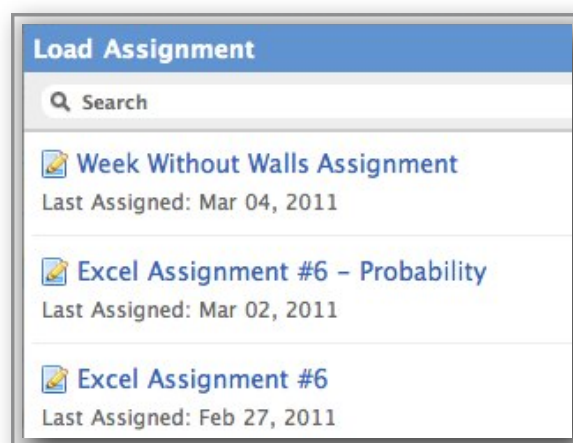 Load Assignment
Search
Week Without Walls Assignment
Last Assigned: Mar 04, 2011
Excel Assignment #6 – Probability
Last Assigned: Mar 02, 2011
Excel Assignment #6
Last Assigned: Feb 27, 2011